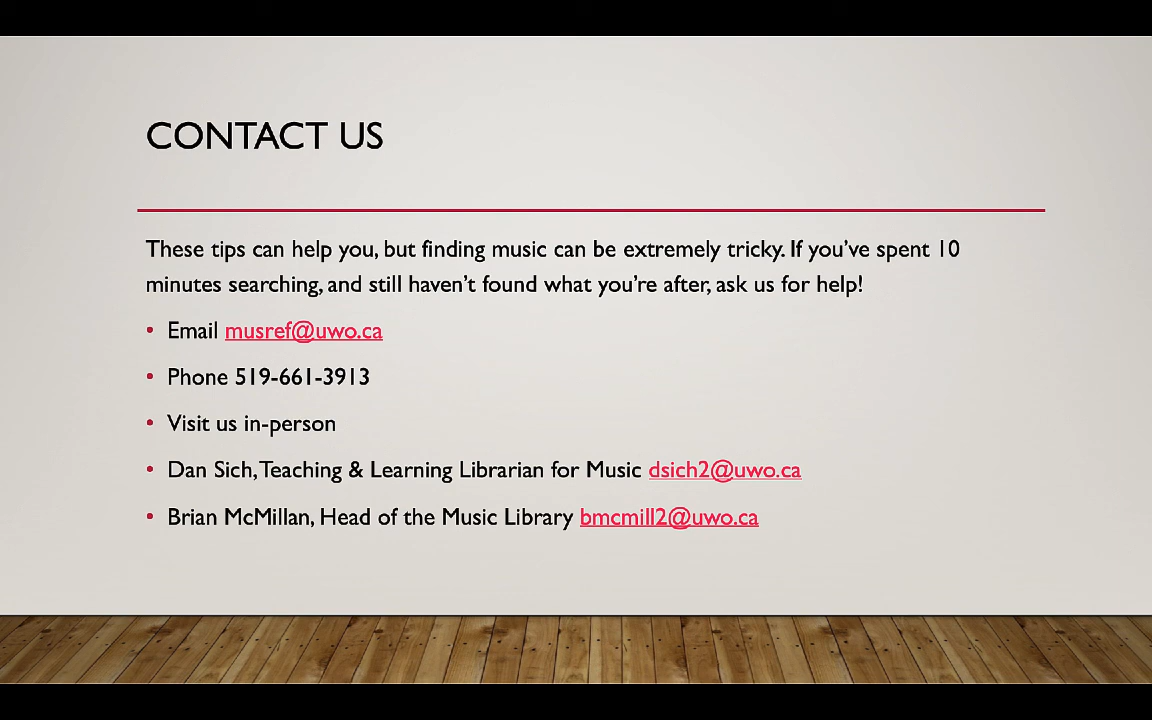 CONTACT US
These tips can help you, but finding music can be extremely tricky. If you've spent 10
minutes searching, and still haven't found what you're after, ask us for help!
• Email musref@uwo.ca
• Phone 519-661-3913
• Visit us in-person
• Dan Sich, Teaching & Learning Librarian for Music dsich2@uwo.ca
• Brian McMillan, Head of the Music Library bmcmill2@uwo.ca